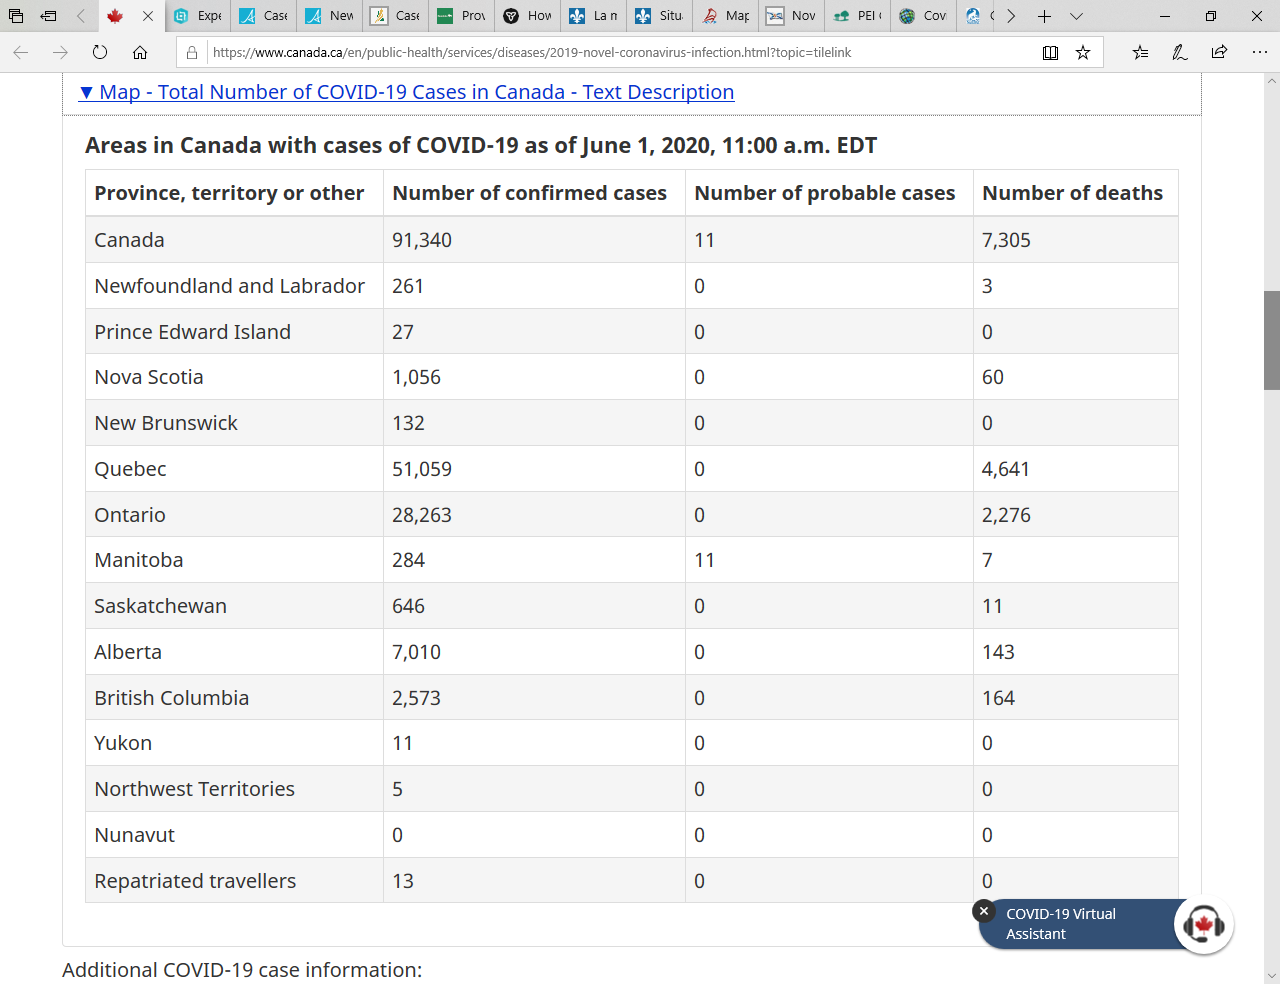 Expe
Case
New
Case
Prov
How
La n
Situ
Map
Nov
PEI
Cov
https://www.canada.ca/en/public-health/services/diseases/2019-novel-coronavirus-infection.html?topic=tilelink
▼ Map - Total Number of COVID-19 Cases in Canada - Text Description
Areas in Canada with cases of COVID-19 as of June 1, 2020, 11:00 a.m. EDT
Province, territory or other Number of confirmed cases Number of probable cases Number of deaths
Canada 91,340 11 7,305
Newfoundland and Labrador 261 0 3
Prince Edward Island 27 0 0
Nova Scotia 1,056 0 60
New Brunswick 132 0 0
Quebec 51,059 0 4,641
Ontario 28,263 0 2,276
Manitoba 284 11 7
Saskatchewan 646 0 11
Alberta 7,010 0 143
British Columbia 2,573 0 164
Yukon 11 0 0
Northwest Territories 5 0 0
Nunavut 0 0 0
Repatriated travellers 13 0 0
COVID-19 Virtual
Assistant
Additional COVID-19 case information: